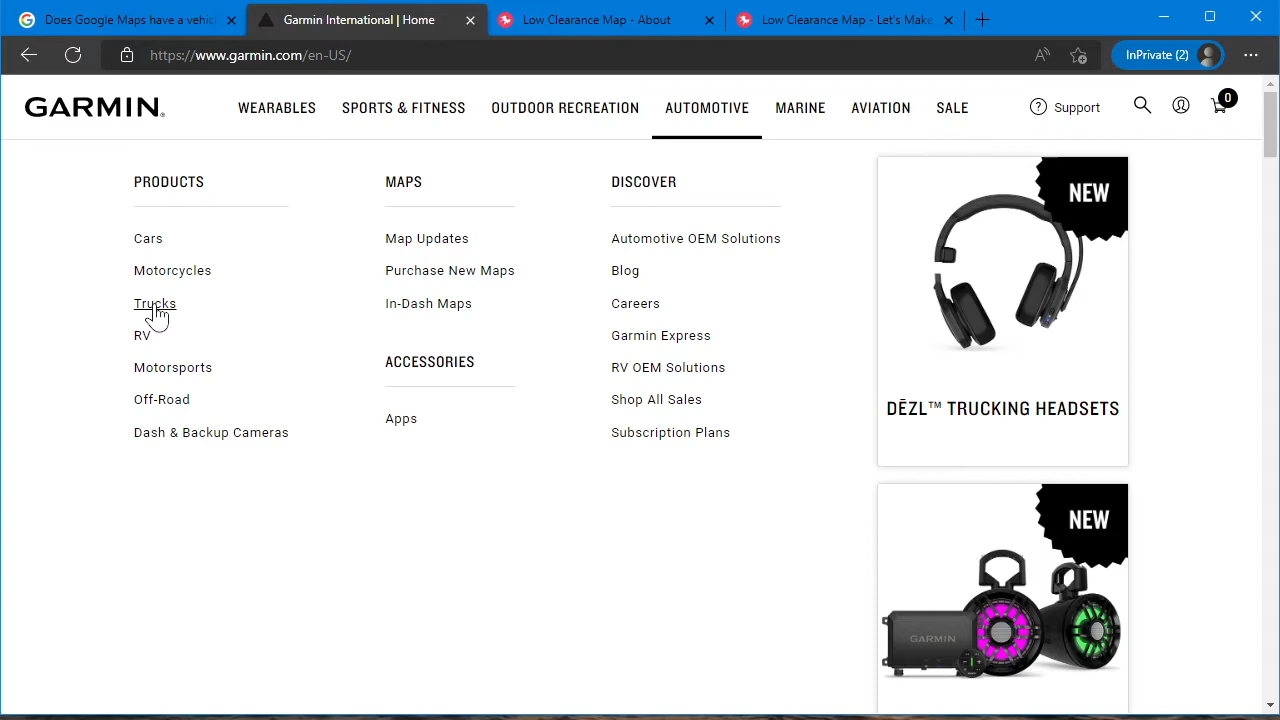 Does Google Maps have a vehicl
Garmin International | Home
Low Clearance Map - About
Low Clearance Map - Let's Make
https://www.garmin.com/en-US/
InPrivate (2)
GARMIN
WEARABLES
SPORTS & FITNESS
OUTDOOR RECREATION
AUTOMOTIVE
MARINE
AVIATION
SALE
Support
0
PRODUCTS
Cars
Motorcycles
Trucks
RV
Motorsports
Off-Road
Dash & Backup Cameras
MAPS
Map Updates
Purchase New Maps
In-Dash Maps
ACCESSORIES
Apps
DISCOVER
Automotive OEM Solutions
Blog
Careers
Garmin Express
RV OEM Solutions
Shop All Sales
Subscription Plans
NEW
DĒZL™ TRUCKING HEADSETS
NEW
GARMIN